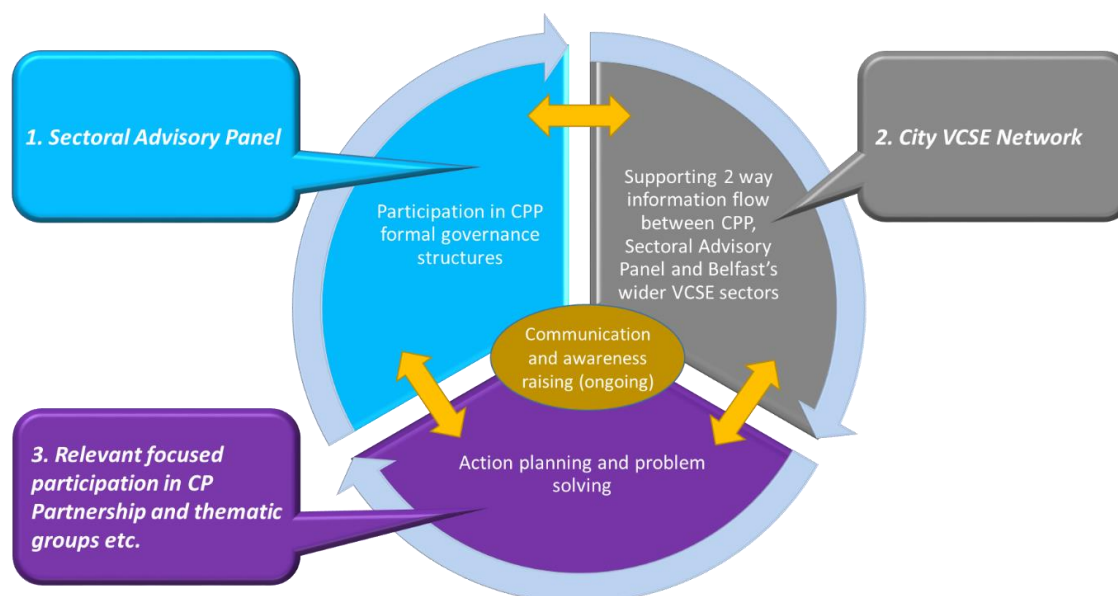 1. Sectoral Advisory Panel
2. City VCSE Network
Participation in CPP
formal governance
structures
Supporting 2 way
information flow
between CPP,
Sectoral Advisory
Panel and Belfast's
wider VCSE sectors
Communication
and awareness
raising (ongoing)
3. Relevant focused
participation in CP
Partnership and thematic
groups etc.
Action planning and problem
solving